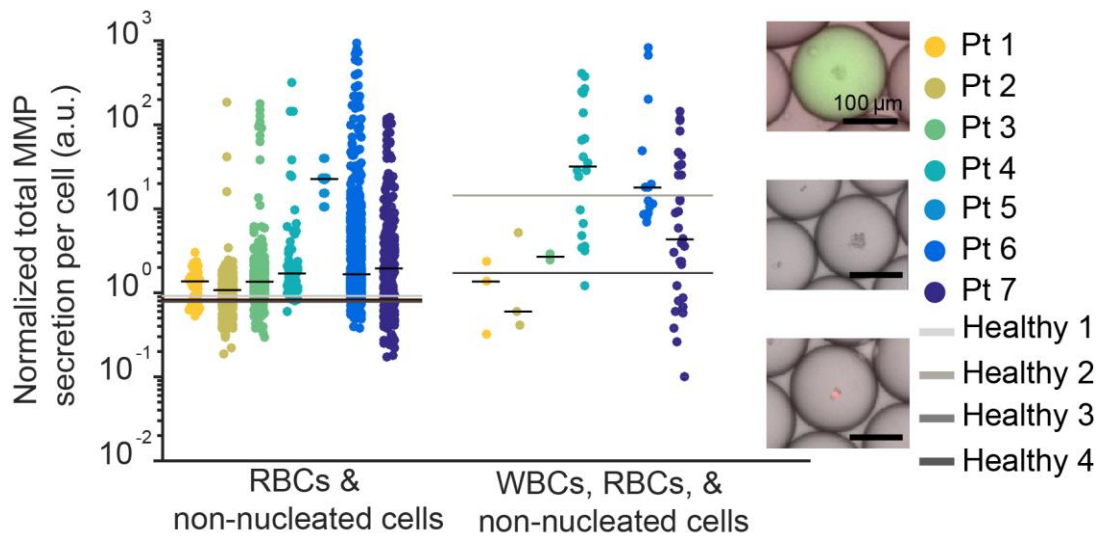 Normalized total MMP
secretion per cell (a.u.)
10³
10²
10¹
10⁰
10⁻¹
10⁻²
RBCs &
non-nucleated cells
WBCs, RBCs, &
non-nucleated cells
100 µm
Pt 1
Pt 2
Pt 3
Pt 4
Pt 5
Pt 6
Pt 7
Healthy 1
Healthy 2
Healthy 3
Healthy 4